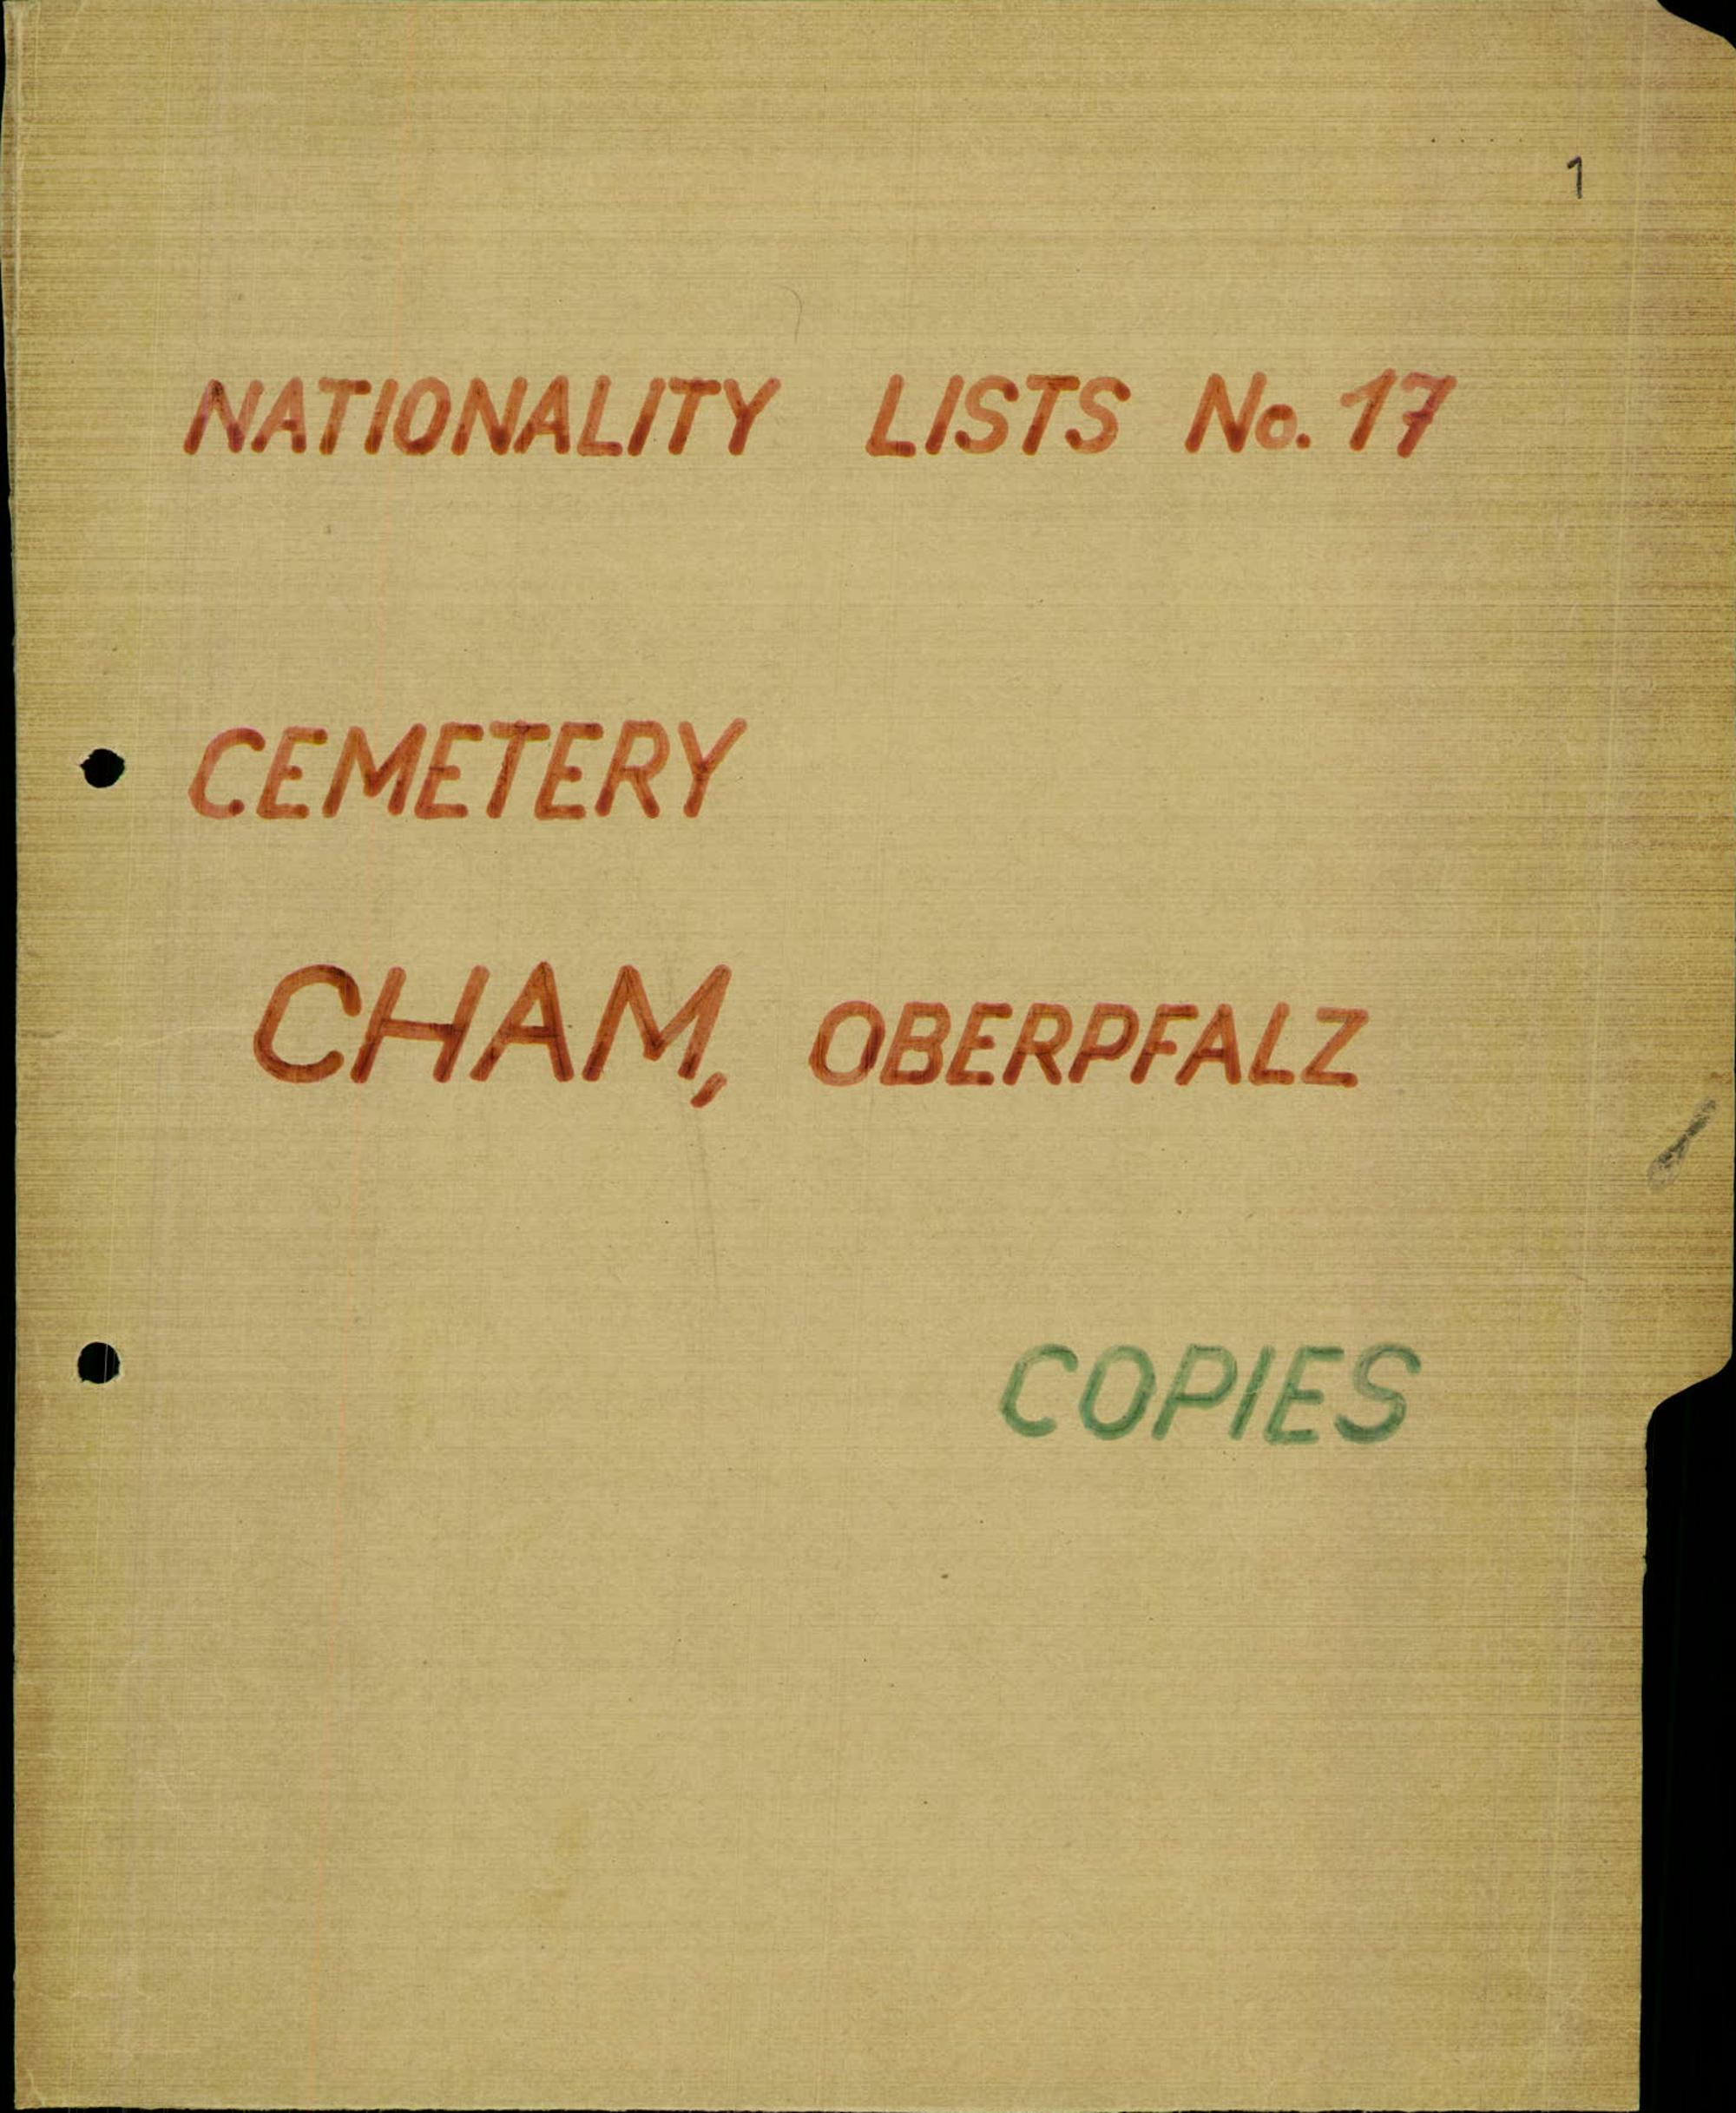 1
NATIONALITY LISTS No. 17
CEMETERY
CHAM, OBERPFALZ
COPIES